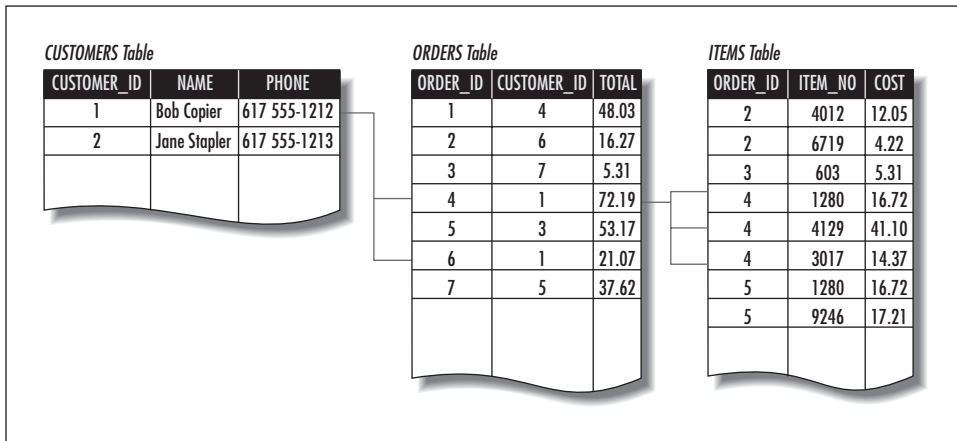 CUSTOMERS Table
CUSTOMER_ID NAME PHONE
1 Bob Copier 617 555-1212
2 Jane Stapler 617 555-1213
ORDERS Table
ORDER_ID CUSTOMER_ID TOTAL
1 4 48.03
2 6 16.27
3 7 5.31
4 1 72.19
5 3 53.17
6 1 21.07
7 5 37.62
ITEMS Table
ORDER_ID ITEM_NO COST
2 4012 12.05
2 6719 4.22
3 603 5.31
4 1280 16.72
4 4129 41.10
4 3017 14.37
5 1280 16.72
5 9246 17.21